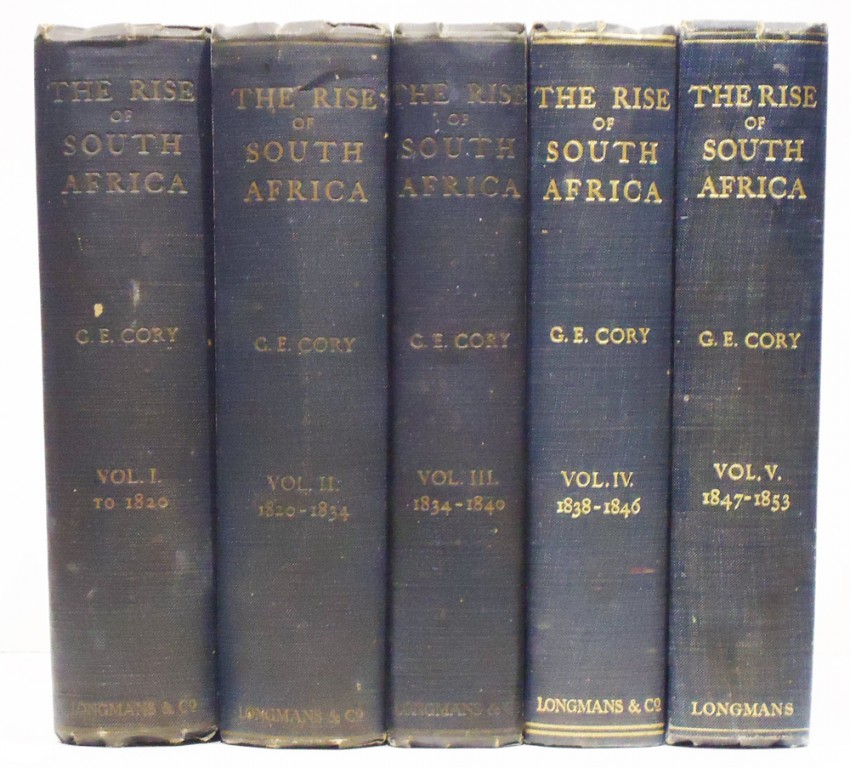 THE RISE
OF
SOUTH
AFRICA
G. E. CORY
VOL. I.
TO 1820
LONGMANS & Co
THE RISE
OF
SOUTH
AFRICA
G. E. CORY
VOL. II.
1820-1834
LONGMANS & Co
THE RISE
OF
SOUTH
AFRICA
G. E. CORY
VOL. III.
1834-1840
LONGMANS &
THE RISE
OF
SOUTH
AFRICA
G. E. CORY
VOL. IV.
1838-1846
LONGMANS & Co
THE RISE
OF
SOUTH
AFRICA
G. E. CORY
VOL. V.
1847-1853
LONGMANS